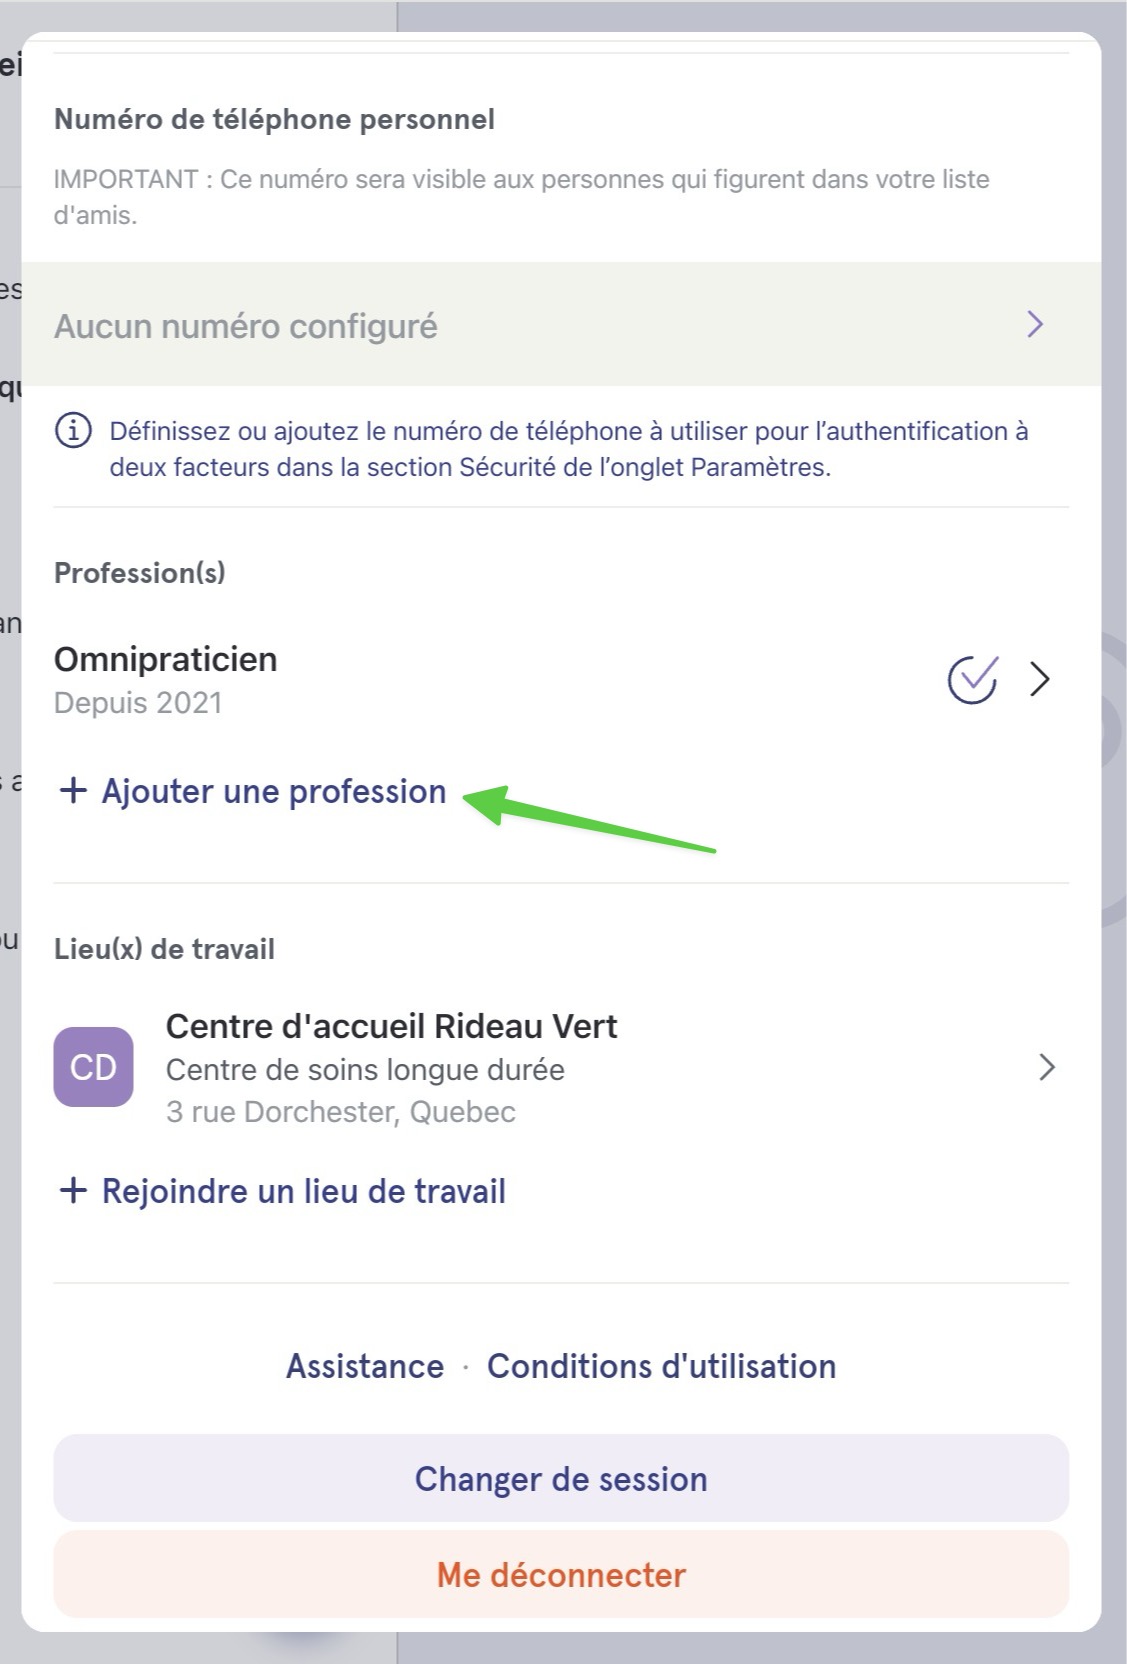 Numéro de téléphone personnel
IMPORTANT : Ce numéro sera visible aux personnes qui figurent dans votre liste
d'amis.
Aucun numéro configuré
Définissez ou ajoutez le numéro de téléphone à utiliser pour l’authentification à
deux facteurs dans la section Sécurité de l’onglet Paramètres.
Profession(s)
Omnipraticien
Depuis 2021
+ Ajouter une profession
Lieu(x) de travail
CD
Centre d'accueil Rideau Vert
Centre de soins longue durée
3 rue Dorchester, Quebec
+ Rejoindre un lieu de travail
Assistance · Conditions d'utilisation
Changer de session
Me déconnecter